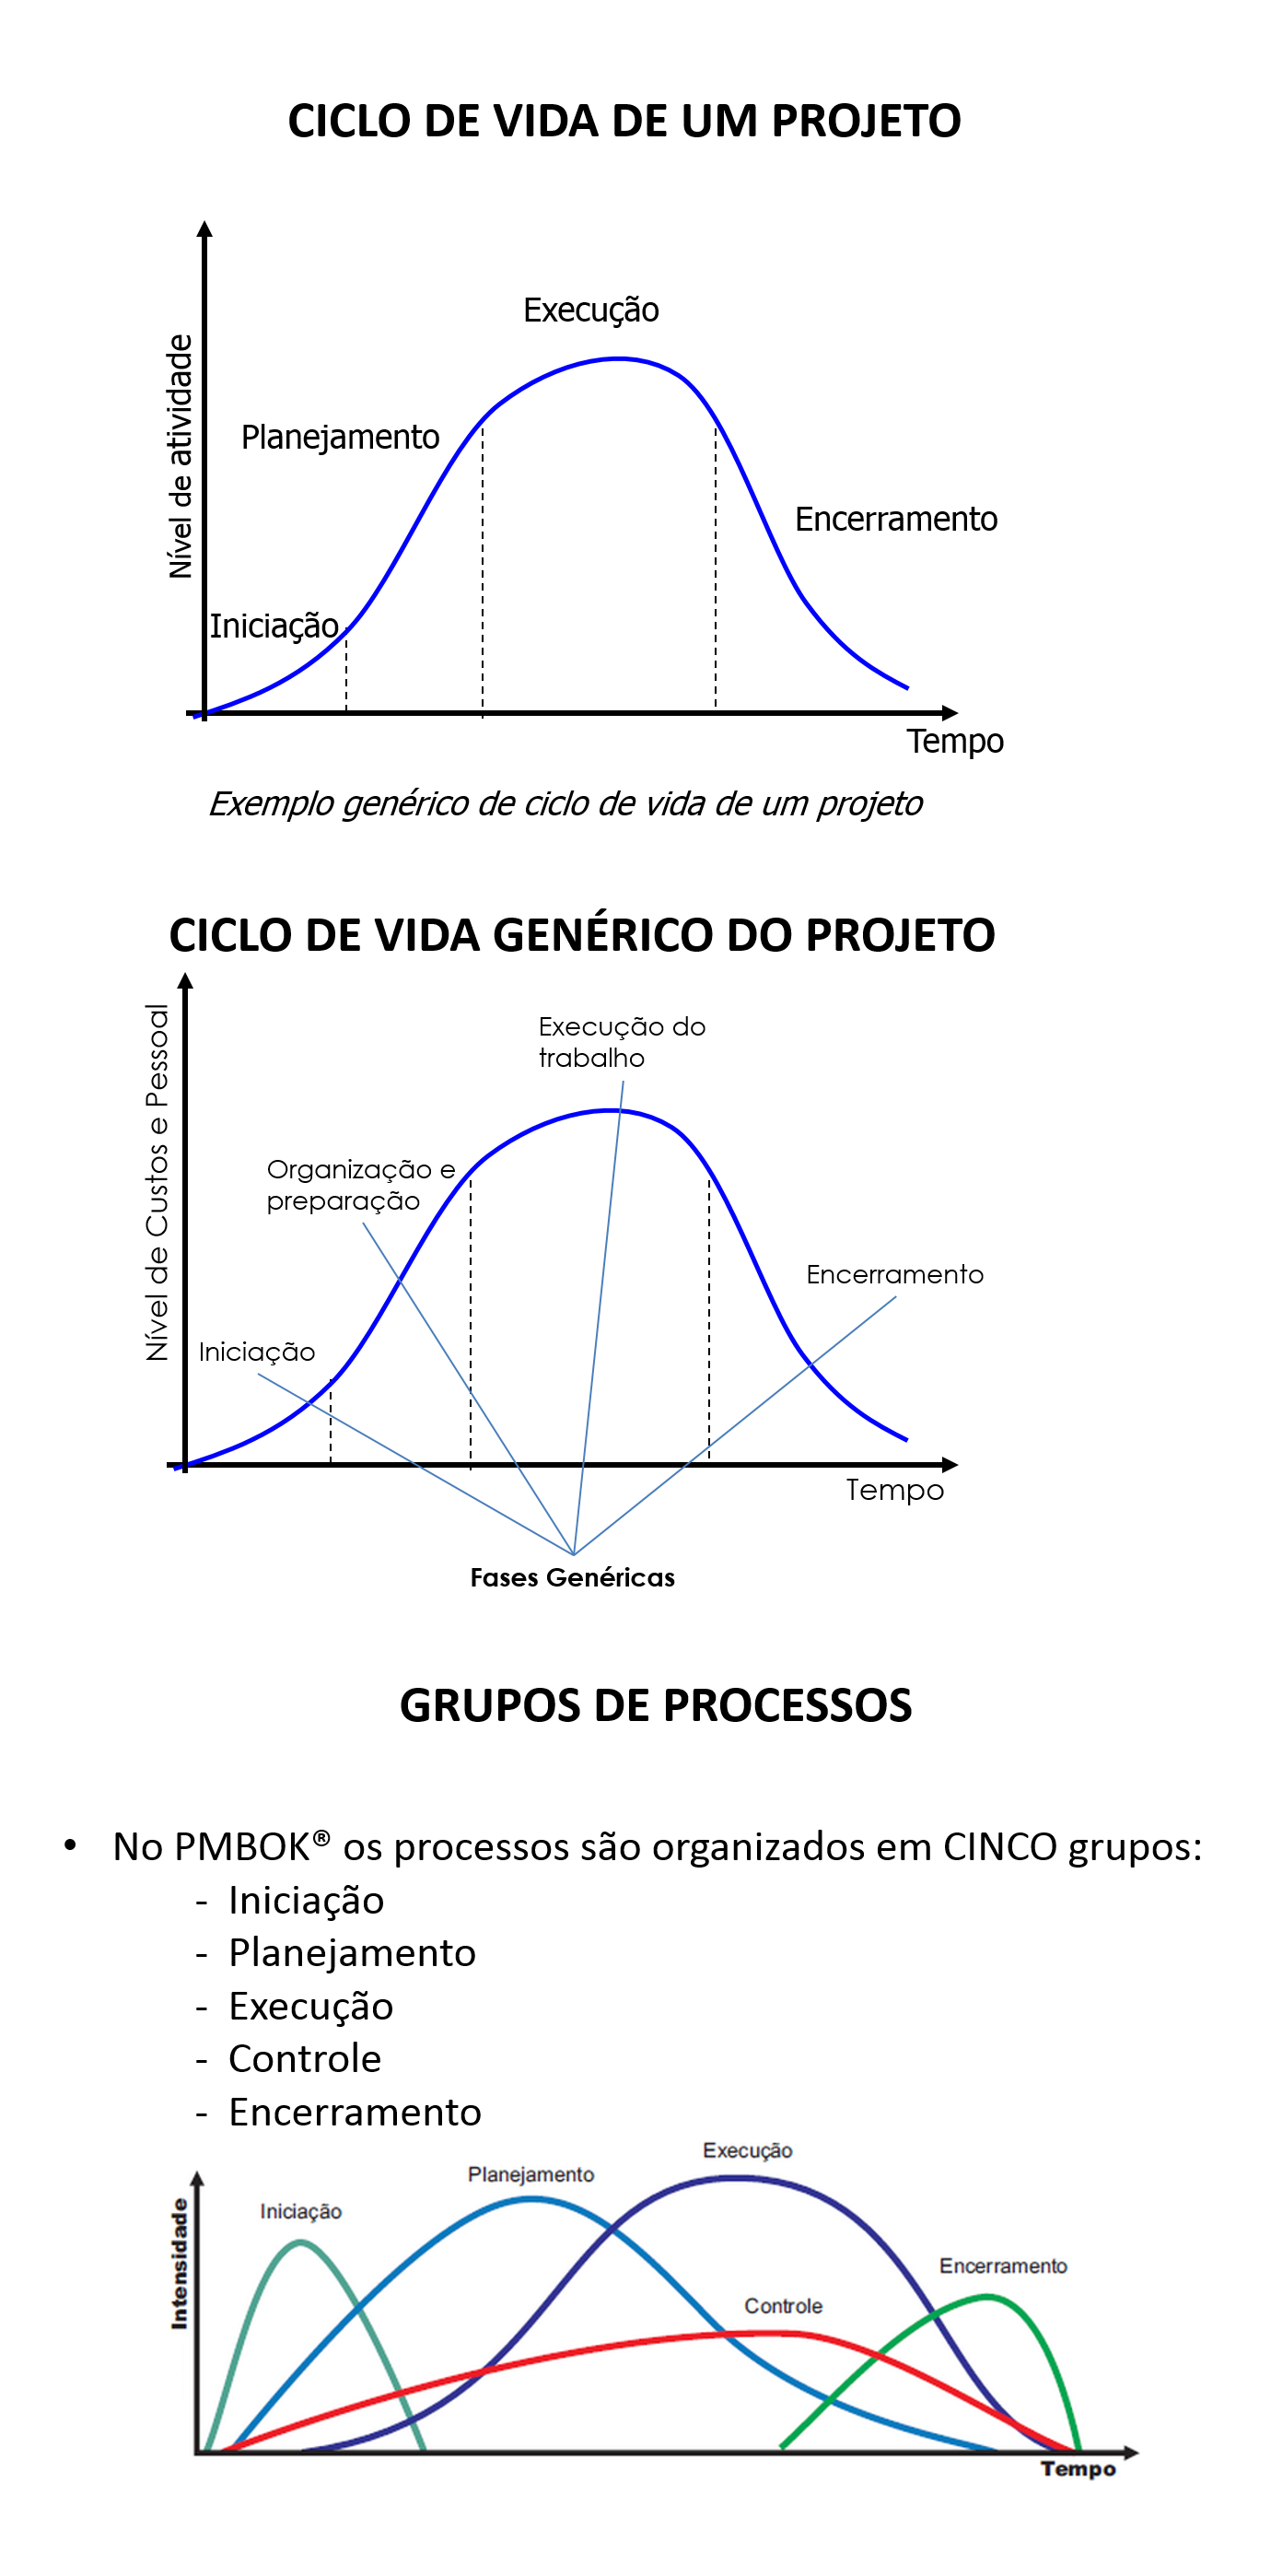 CICLO DE VIDA DE UM PROJETO
Execução
Nível de atividade
Planejamento
Encerramento
Iniciação
Tempo
Exemplo genérico de ciclo de vida de um projeto
CICLO DE VIDA GENÉRICO DO PROJETO
Nível de Custos e Pessoal
Execução do
trabalho
Organização e
preparação
Encerramento
Iniciação
Tempo
Fases Genéricas
GRUPOS DE PROCESSOS
• No PMBOK® os processos são organizados em CINCO grupos:
- Iniciação
- Planejamento
- Execução
- Controle
- Encerramento
Execução
Planejamento
Iniciação
Intensidade
Encerramento
Controle
Tempo